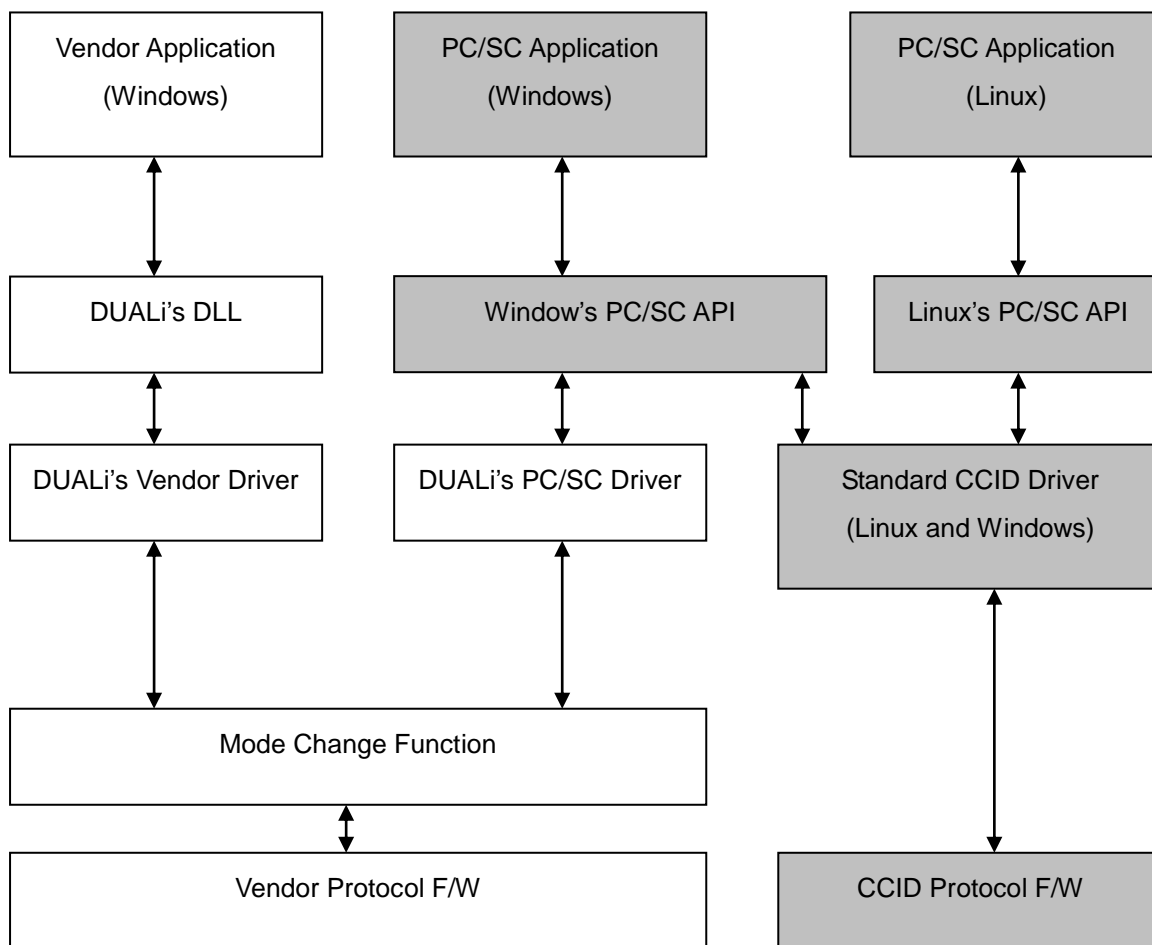 Vendor Application
(Windows)
PC/SC Application
(Windows)
PC/SC Application
(Linux)
DUALi’s DLL
Window’s PC/SC API
Linux’s PC/SC API
DUALi’s Vendor Driver
DUALi’s PC/SC Driver
Standard CCID Driver
(Linux and Windows)
Mode Change Function
Vendor Protocol F/W
CCID Protocol F/W